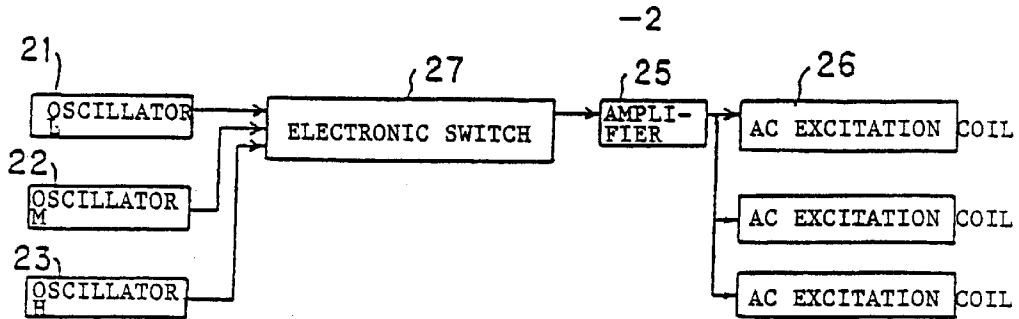 -2
21
27
25
26
OSCILLATOR
L
ELECTRONIC SWITCH
AMPLI-
FIER
AC EXCITATION COIL
22
OSCILLATOR
M
AC EXCITATION COIL
23
OSCILLATOR
H
AC EXCITATION COIL